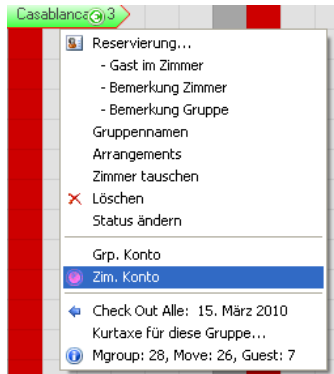 Casablanca 3
Reservierung...
- Gast im Zimmer
- Bemerkung Zimmer
- Bemerkung Gruppe
Gruppennamen
Arrangements
Zimmer tauschen
Löschen
Status ändern
Grp. Konto
Zim. Konto
Check Out Alle: 15. März 2010
Kurtaxe für diese Gruppe...
Mgroup: 28, Move: 26, Guest: 7